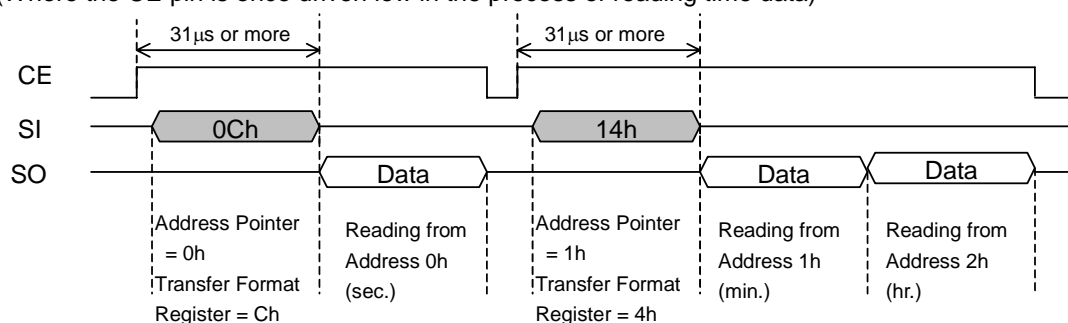 (Where the CE pin is once driven low in the process of reading time data)
31μs or more
31μs or more
CE
SI
0Ch
14h
SO
Data
Data
Data
Address Pointer
= 0h
Transfer Format
Register = Ch
Reading from
Address 0h
(sec.)
Address Pointer
= 1h
Transfer Format
Register = 4h
Reading from
Address 1h
(min.)
Reading from
Address 2h
(hr.)